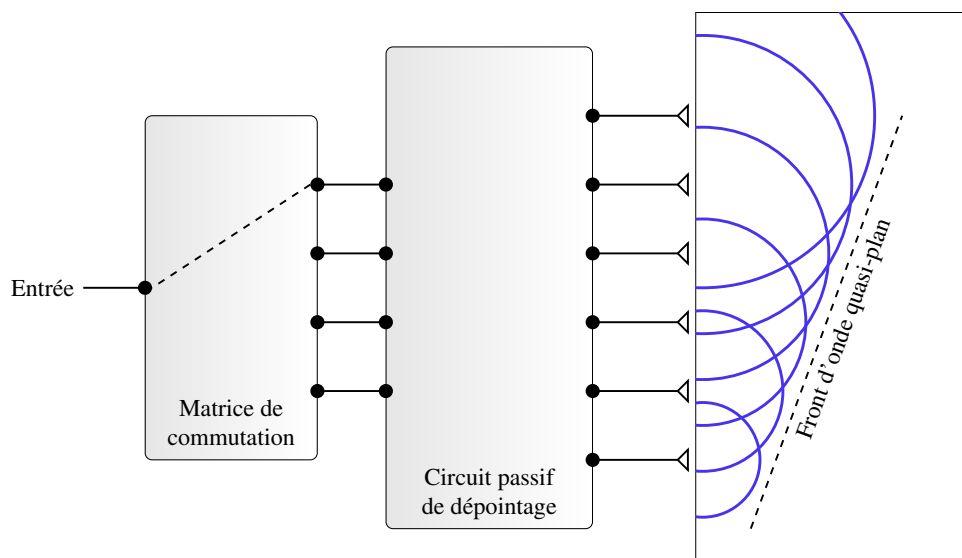 Entrée
Matrice de
commutation
Circuit passif
de dépointage
Front d'onde quasi-plan